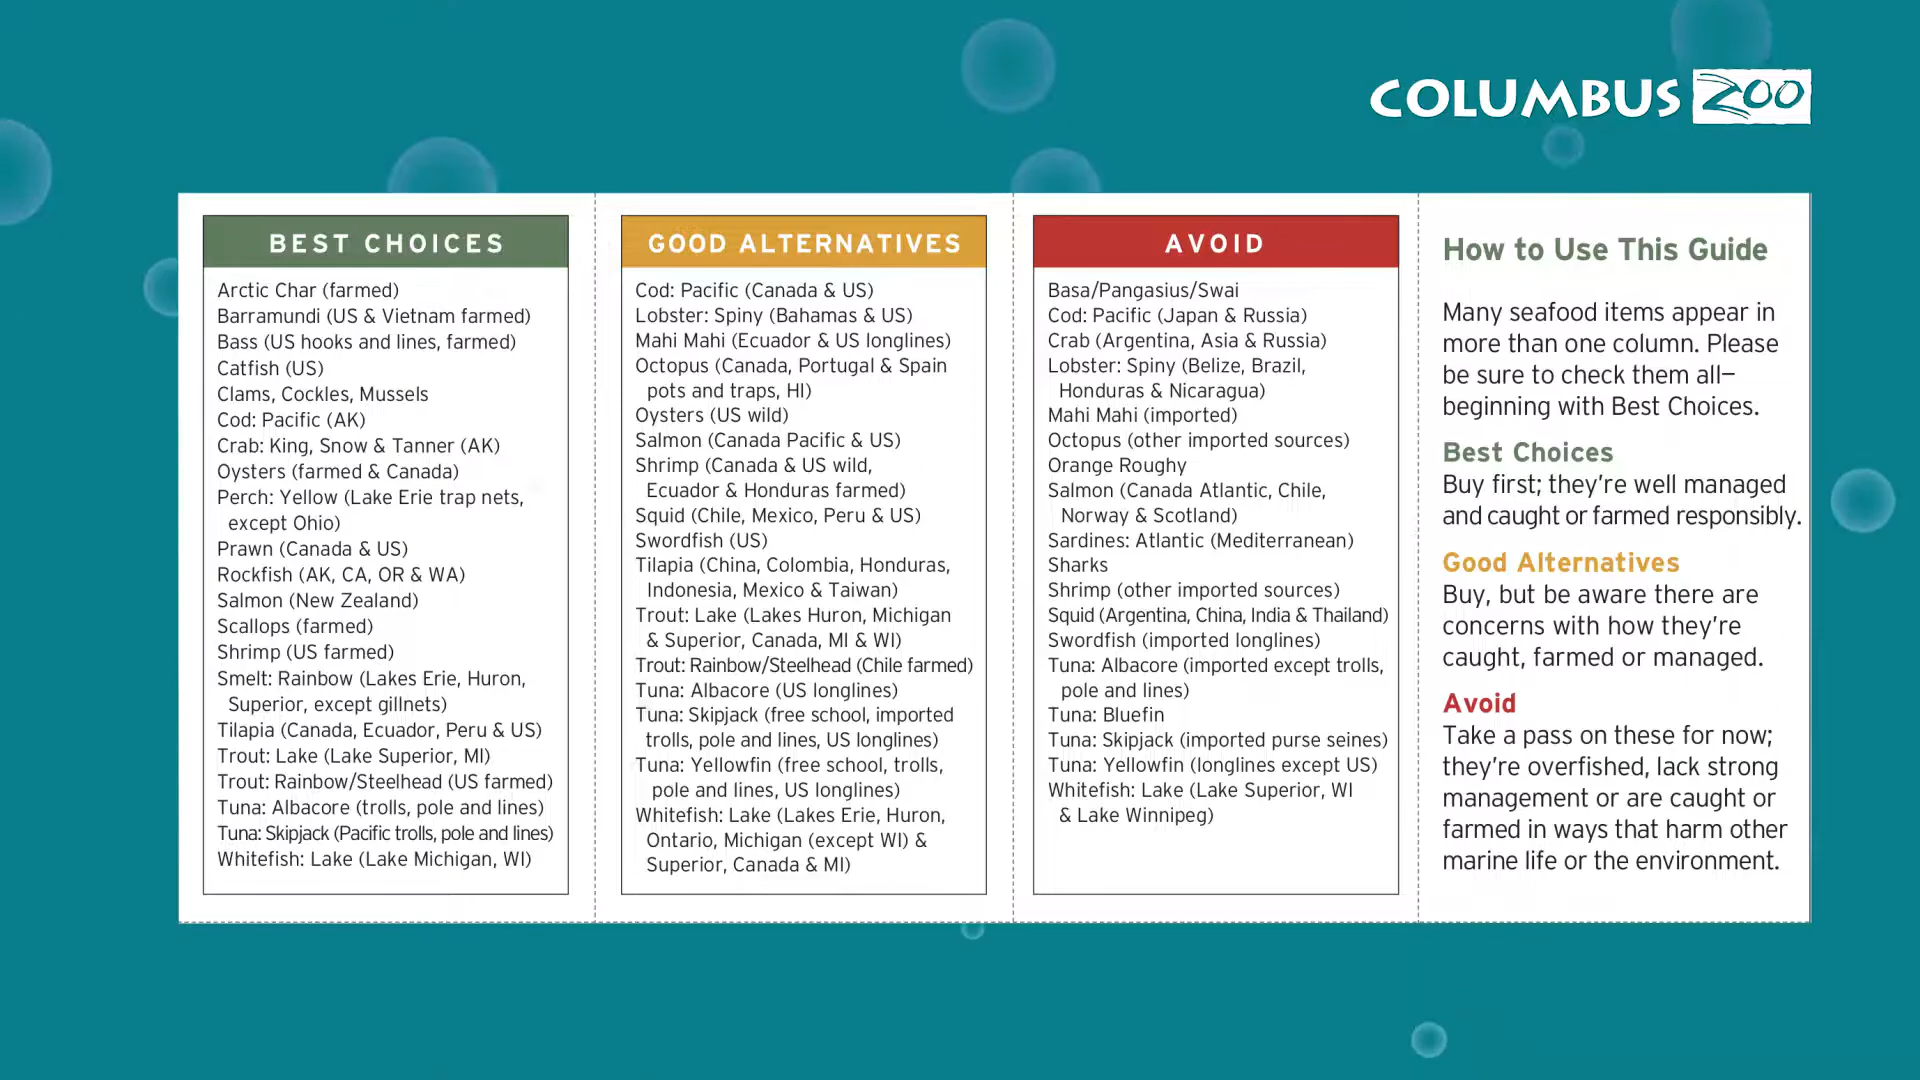 COLUMBUS ZOO
BEST CHOICES
Arctic Char (farmed)
Barramundi (US & Vietnam farmed)
Bass (US hooks and lines, farmed)
Catfish (US)
Clams, Cockles, Mussels
Cod: Pacific (AK)
Crab: King, Snow & Tanner (AK)
Oysters (farmed & Canada)
Perch: Yellow (Lake Erie trap nets,
except Ohio)
Prawn (Canada & US)
Rockfish (AK, CA, OR & WA)
Salmon (New Zealand)
Scallops (farmed)
Shrimp (US farmed)
Smelt: Rainbow (Lakes Erie, Huron,
Superior, except gillnets)
Tilapia (Canada, Ecuador, Peru & US)
Trout: Lake (Lake Superior, MI)
Trout: Rainbow/Steelhead (US farmed)
Tuna: Albacore (trolls, pole and lines)
Tuna: Skipjack (Pacific trolls, pole and lines)
Whitefish: Lake (Lake Michigan, WI)
GOOD ALTERNATIVES
Cod: Pacific (Canada & US)
Lobster: Spiny (Bahamas & US)
Mahi Mahi (Ecuador & US longlines)
Octopus (Canada, Portugal & Spain
pots and traps, HI)
Oysters (US wild)
Salmon (Canada Pacific & US)
Shrimp (Canada & US wild,
Ecuador & Honduras farmed)
Squid (Chile, Mexico, Peru & US)
Swordfish (US)
Tilapia (China, Colombia, Honduras,
Indonesia, Mexico & Taiwan)
Trout: Lake (Lakes Huron, Michigan
& Superior, Canada, MI & WI)
Trout: Rainbow/Steelhead (Chile farmed)
Tuna: Albacore (US longlines)
Tuna: Skipjack (free school, imported
trolls, pole and lines, US longlines)
Tuna: Yellowfin (free school, trolls,
pole and lines, US longlines)
Whitefish: Lake (Lakes Erie, Huron,
Ontario, Michigan (except WI) &
Superior, Canada & MI)
AVOID
Basa/Pangasius/Swai
Cod: Pacific (Japan & Russia)
Crab (Argentina, Asia & Russia)
Lobster: Spiny (Belize, Brazil,
Honduras & Nicaragua)
Mahi Mahi (imported)
Octopus (other imported sources)
Orange Roughy
Salmon (Canada Atlantic, Chile,
Norway & Scotland)
Sardines: Atlantic (Mediterranean)
Sharks
Shrimp (other imported sources)
Squid (Argentina, China, India & Thailand)
Swordfish (imported longlines)
Tuna: Albacore (imported except trolls,
pole and lines)
Tuna: Bluefin
Tuna: Skipjack (imported purse seines)
Tuna: Yellowfin (longlines except US)
Whitefish: Lake (Lake Superior, WI
& Lake Winnipeg)
How to Use This Guide
Many seafood items appear in
more than one column. Please
be sure to check them all—
beginning with Best Choices.
Best Choices
Buy first; they're well managed
and caught or farmed responsibly.
Good Alternatives
Buy, but be aware there are
concerns with how they're
caught, farmed or managed.
Avoid
Take a pass on these for now;
they're overfished, lack strong
management or are caught or
farmed in ways that harm other
marine life or the environment.